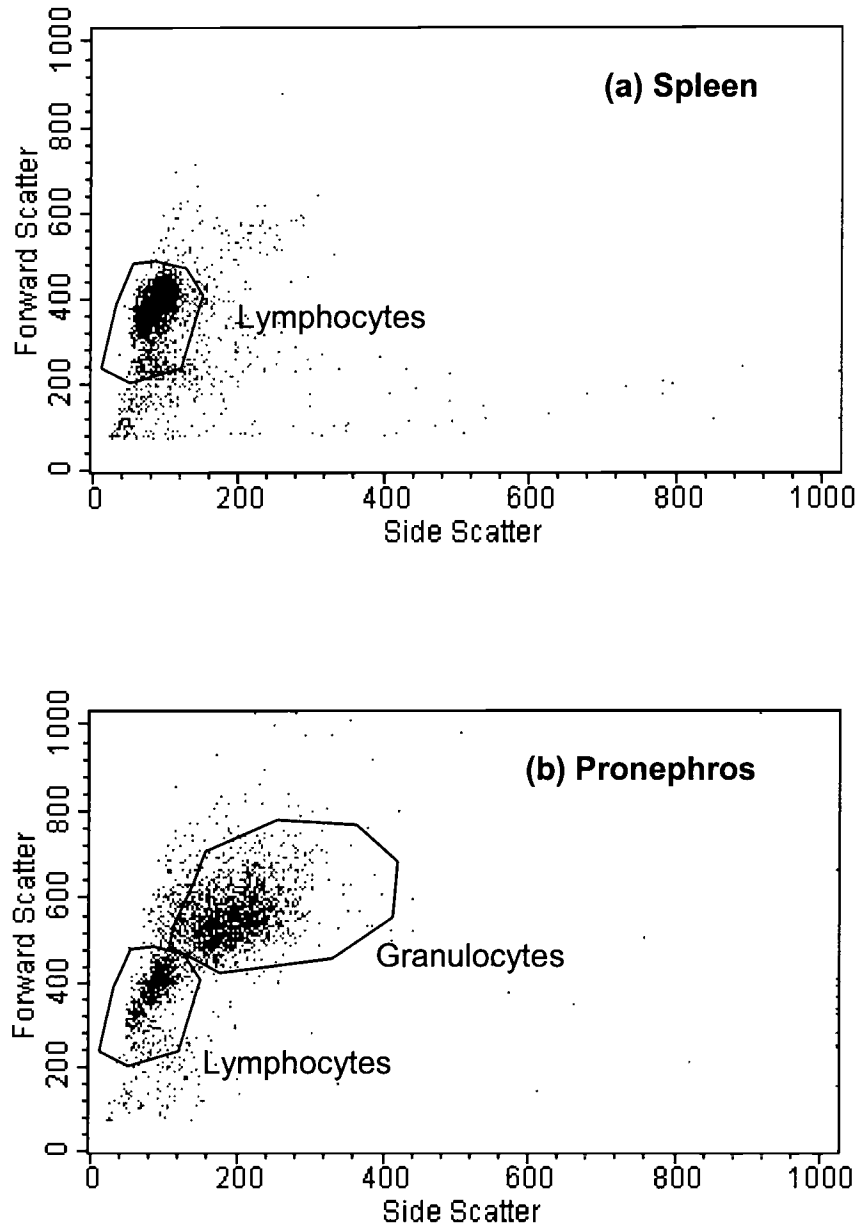 (a) Spleen
1000
800
600
400
200
0
Forward Scatter
Lymphocytes
0 200 400 600 800 1000
Side Scatter
(b) Pronephros
1000
800
600
400
200
0
Forward Scatter
Granulocytes
Lymphocytes
0 200 400 600 800 1000
Side Scatter